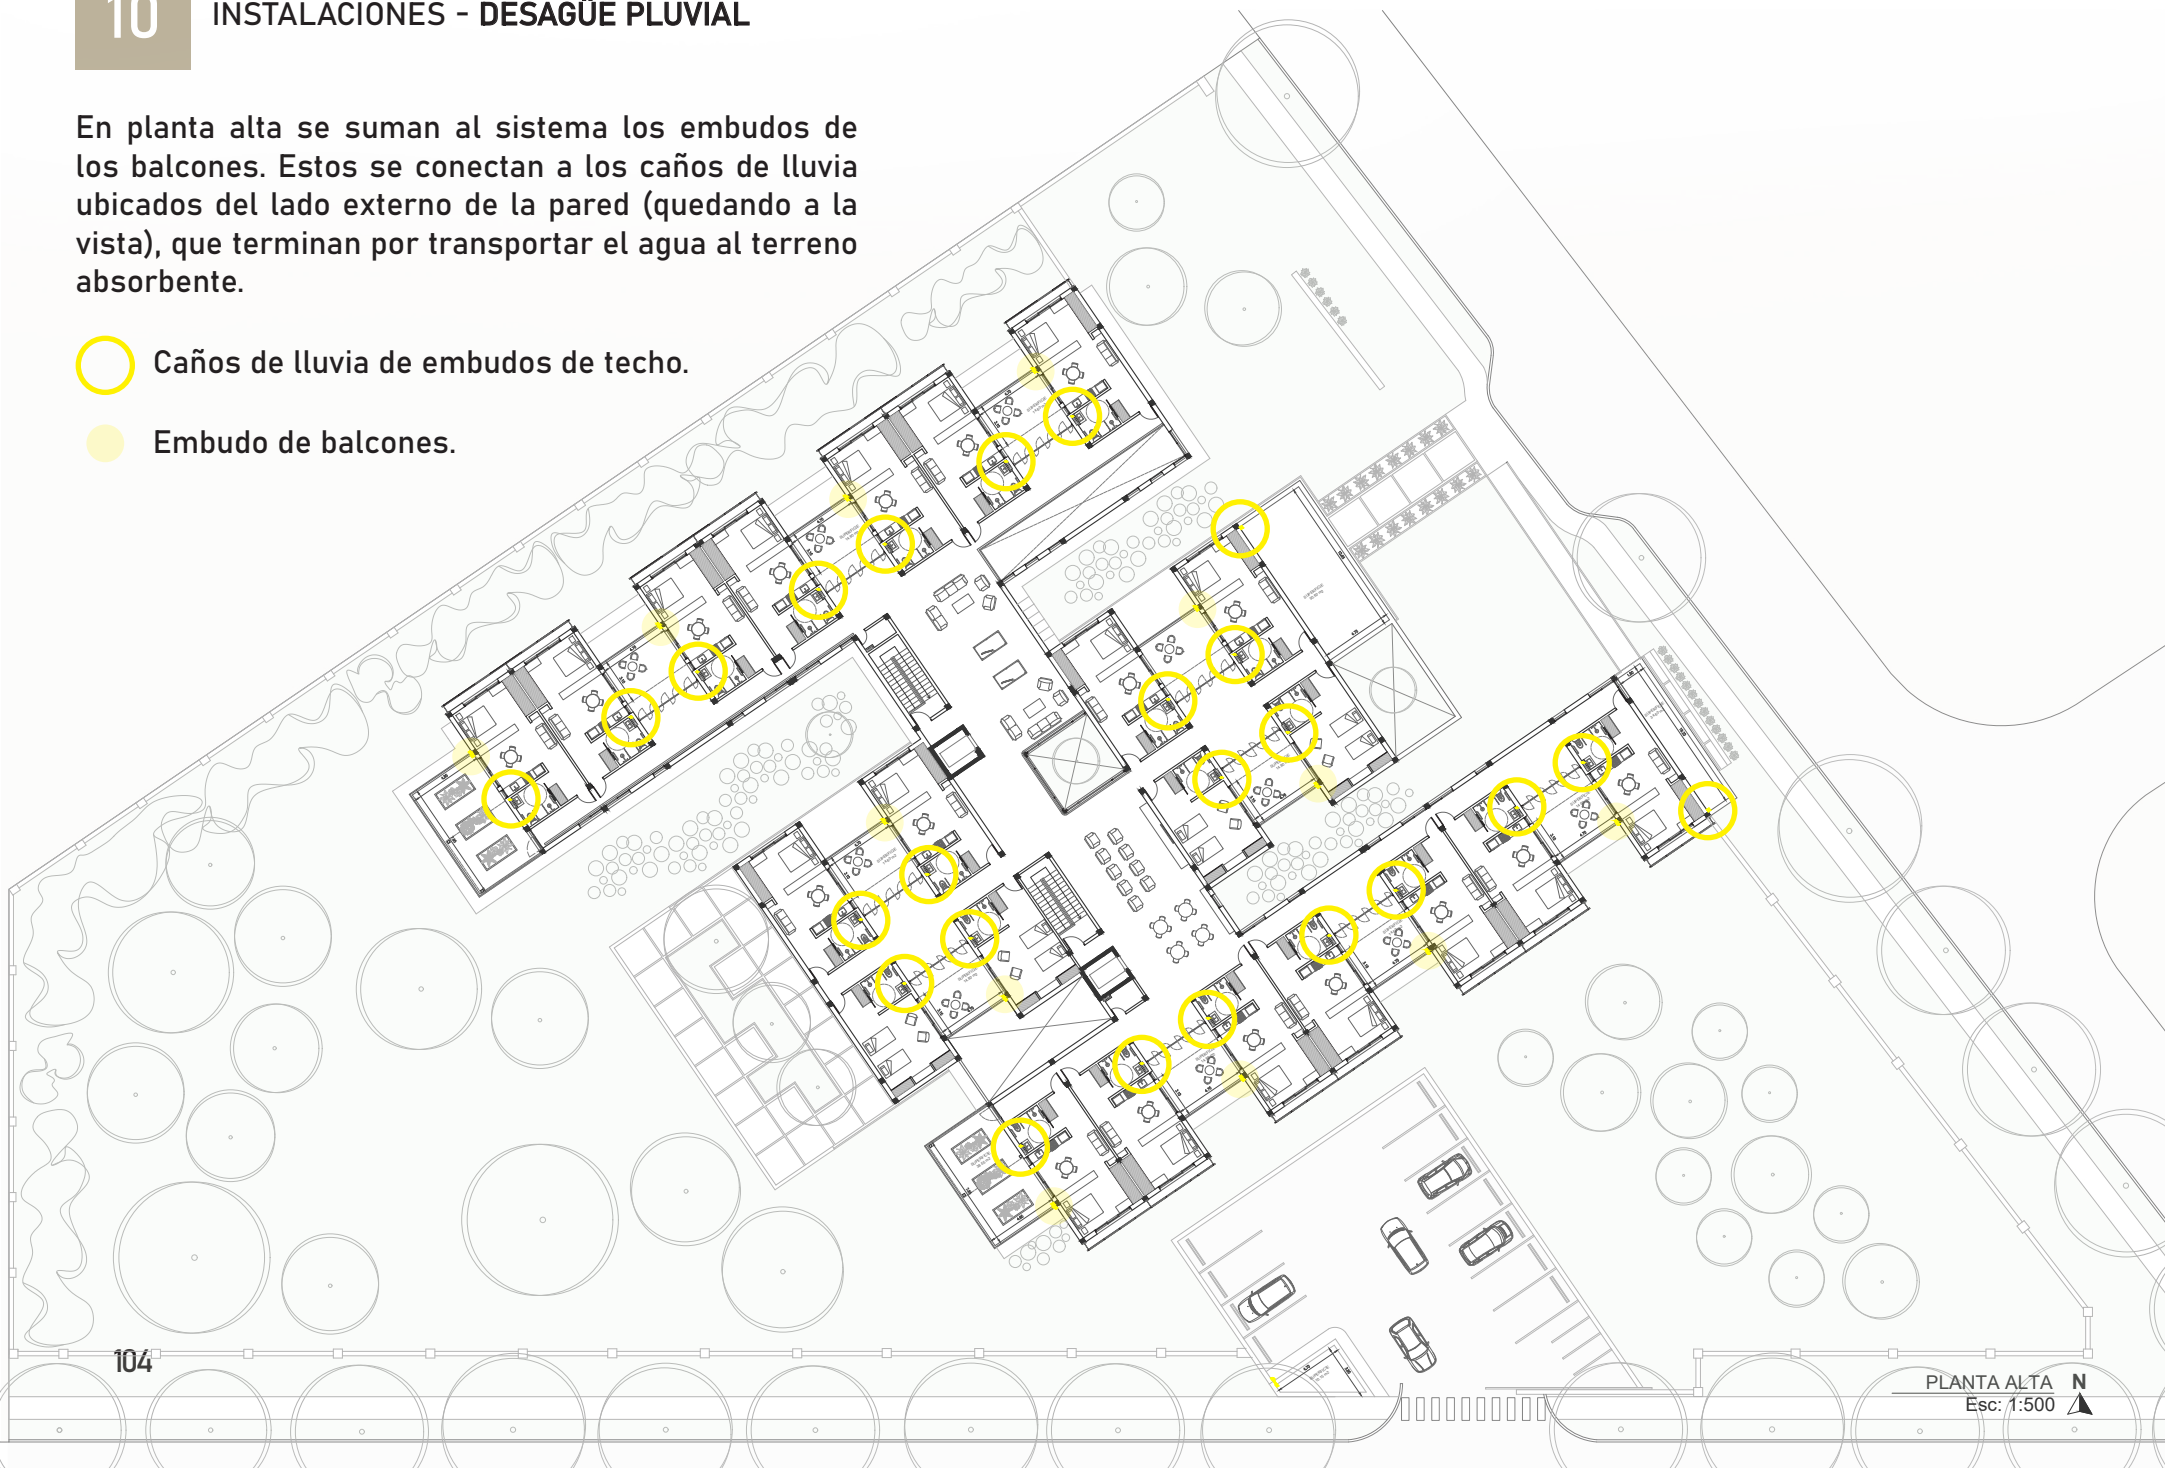 10
INSTALACIONES - DESAGÜE PLUVIAL
En planta alta se suman al sistema los embudos de
los balcones. Estos se conectan a los caños de lluvia
ubicados del lado externo de la pared (quedando a la
vista), que terminan por transportar el agua al terreno
absorbente.
Caños de lluvia de embudos de techo.
Embudo de balcones.
104
PLANTA ALTA N
Esc: 1:500